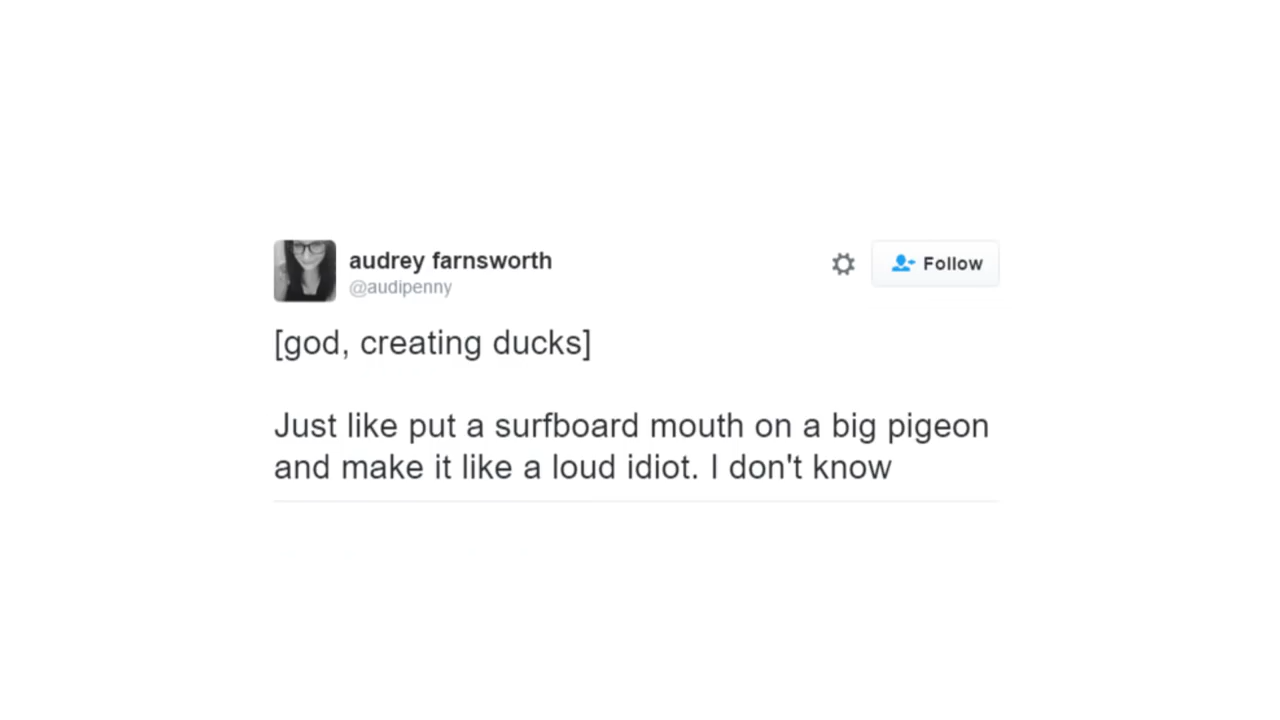 audrey farnsworth
Follow
@audipenny
[god, creating ducks]
Just like put a surfboard mouth on a big pigeon
and make it like a loud idiot. I don't know